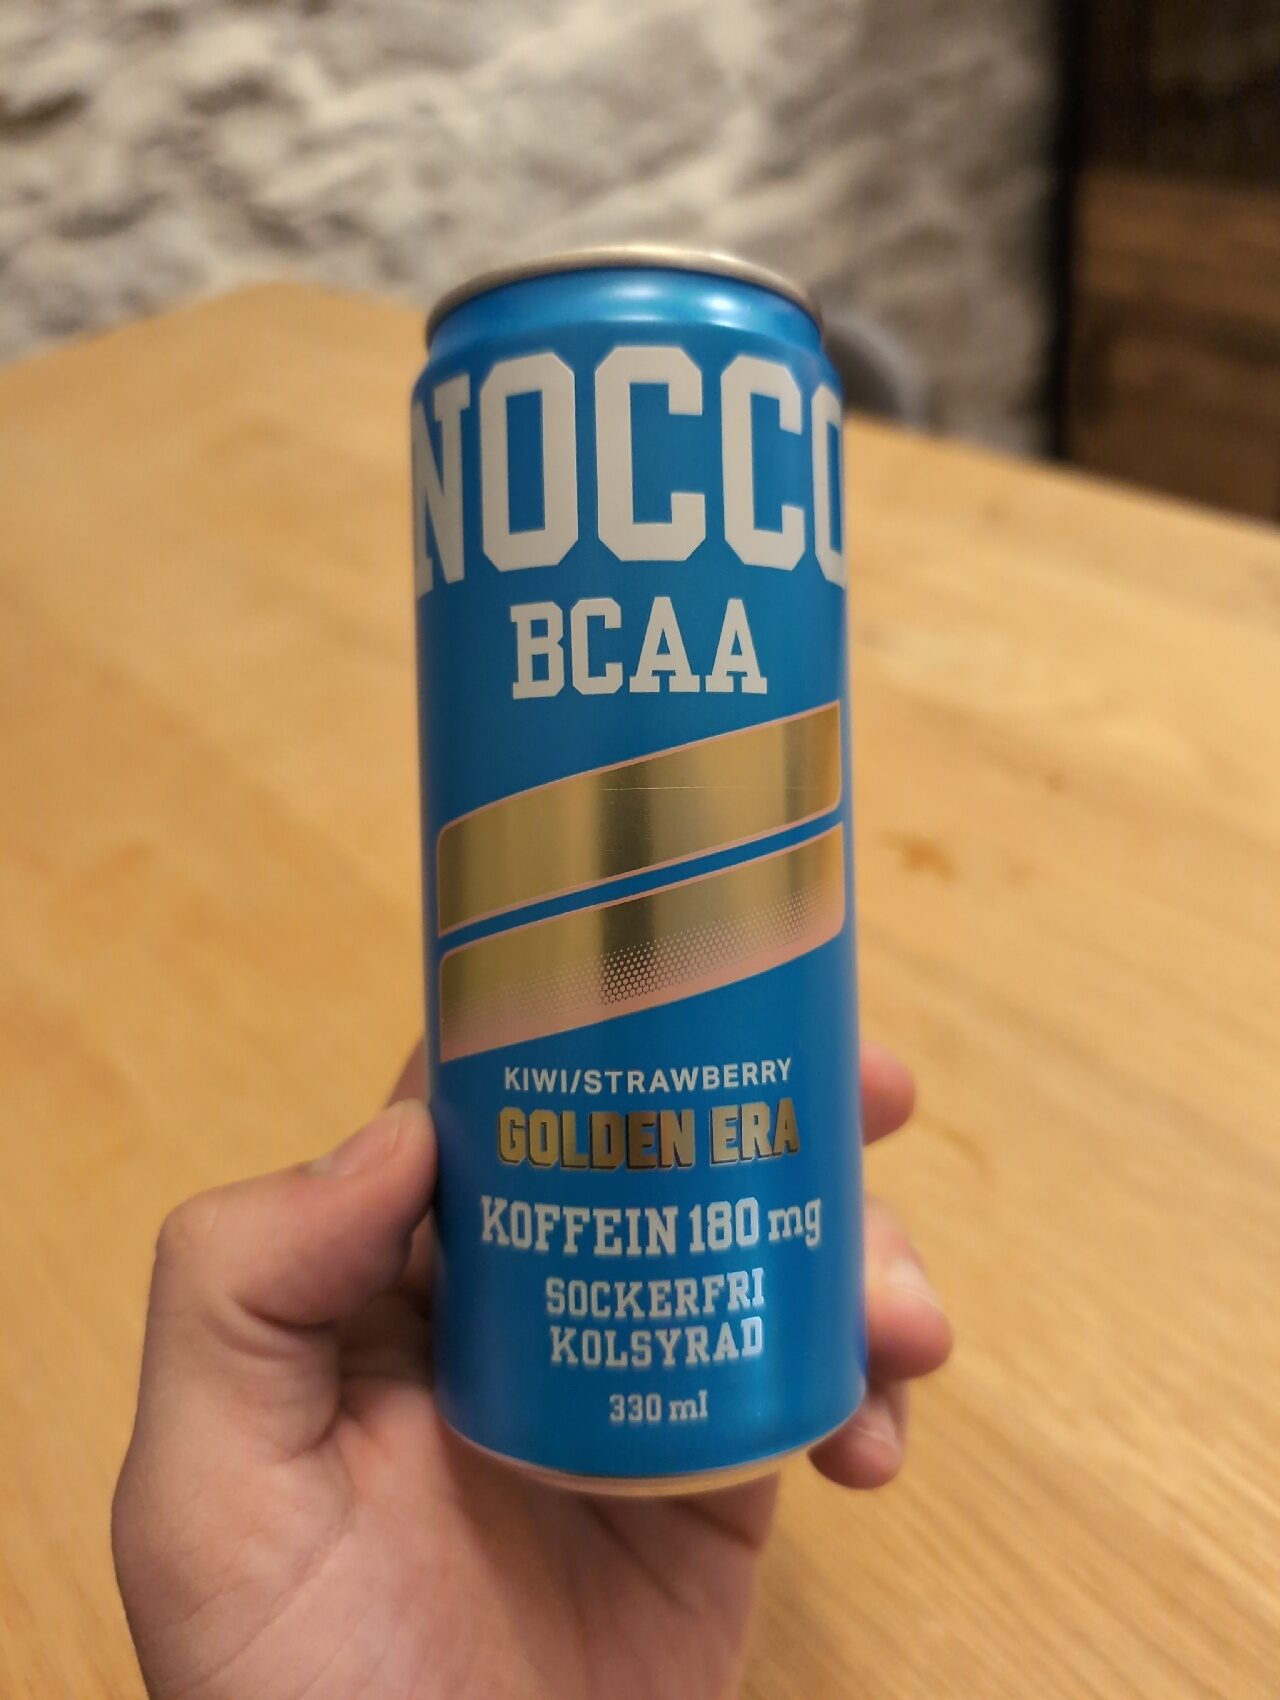 NOCCO
BCAA
KIWI/STRAWBERRY
GOLDEN ERA
KOFFEIN 180 mg
SOCKERFRI
KOLSYRAD
330 ml